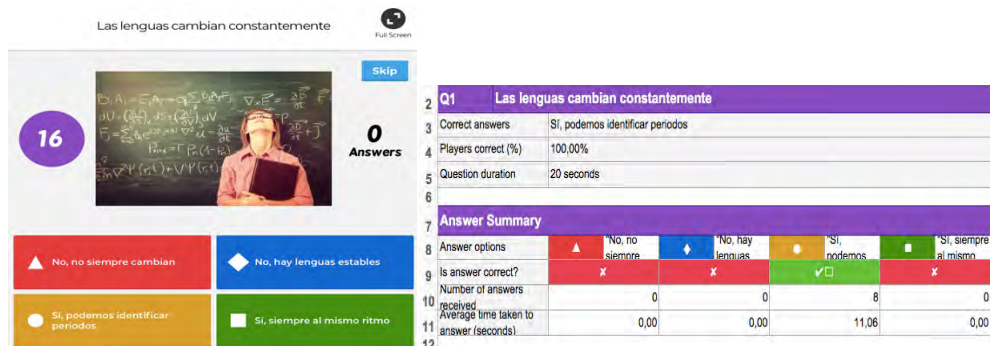 Las lenguas cambian constantemente
Full Screen
Skip
16
0
Answers
No, no siempre cambian
No, hay lenguas estables
Sí, podemos identificar
periodos
Sí, siempre al mismo ritmo
2 Q1 Las lenguas cambian constantemente
3 Correct answers Sí, podemos identificar periodos
4 Players correct (%) 100,00%
5 Question duration 20 seconds
6
7 Answer Summary
8 Answer options "No, no siempre "No, hay lenguas "Sí, podemos "Sí, siempre al mismo
9 Is answer correct? ✘ ✘ ✔ ✘
10 Number of answers received 0 0 8 0
11 Average time taken to answer (seconds) 0,00 0,00 11,06 0,00
12